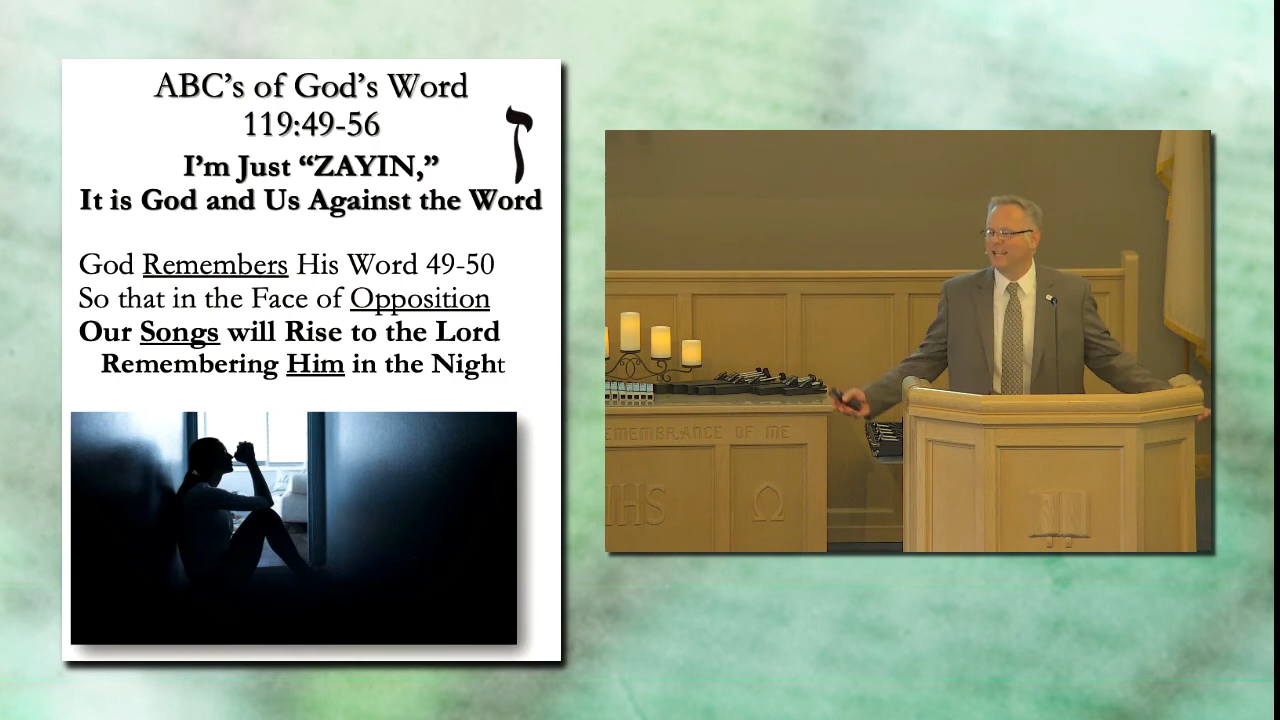 ABC’s of God’s Word
119:49-56
ז
I’m Just “ZAYIN,”
It is God and Us Against the Word
God Remembers His Word 49-50
So that in the Face of Opposition
Our Songs will Rise to the Lord
Remembering Him in the Night
EMEMBRANCE OF ME
IHS
Ω